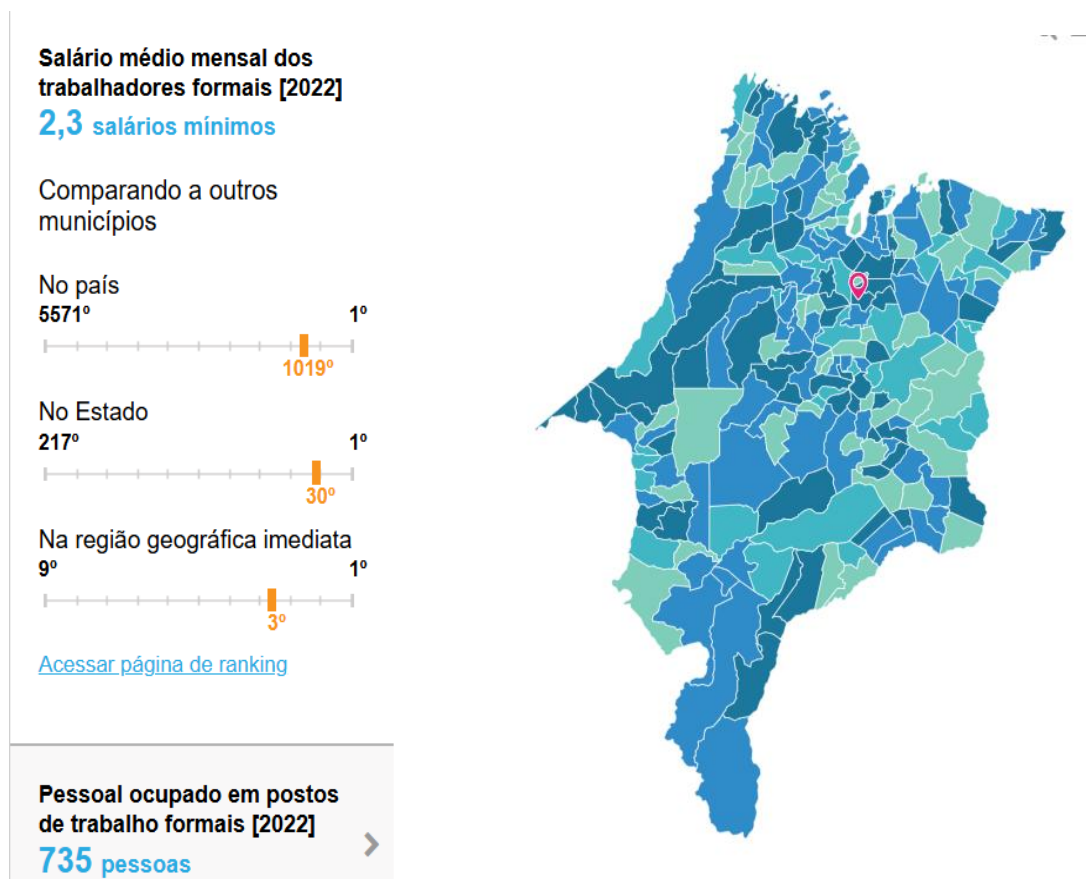 Salário médio mensal dos
trabalhadores formais [2022]
2,3 salários mínimos
Comparando a outros
municípios
No país
5571º 1º
1019º
No Estado
217º 1º
30º
Na região geográfica imediata
9º 1º
3º
Acessar página de ranking
Pessoal ocupado em postos
de trabalho formais [2022]
735 pessoas